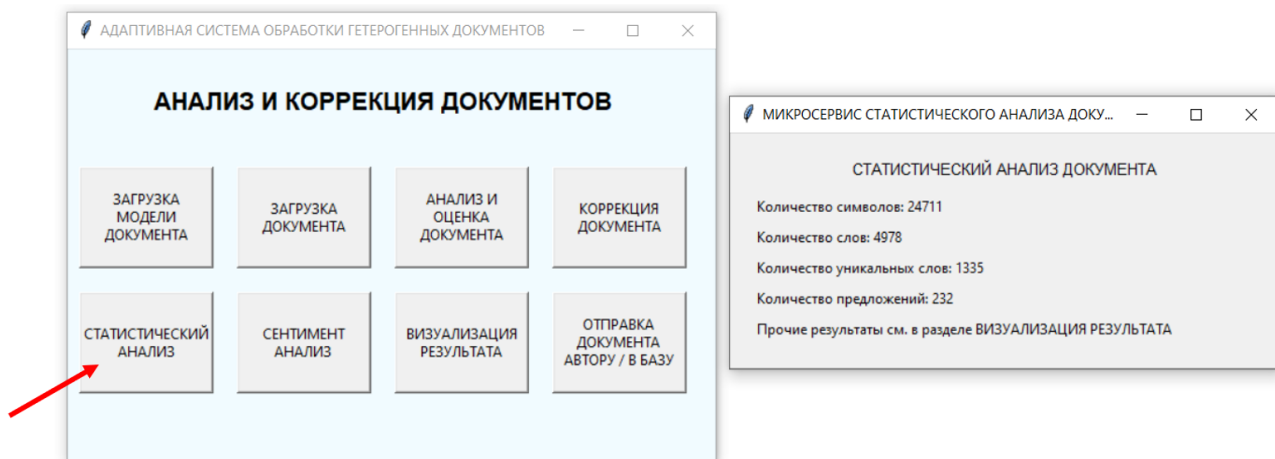 АДАПТИВНАЯ СИСТЕМА ОБРАБОТКИ ГЕТЕРОГЕННЫХ ДОКУМЕНТОВ
АНАЛИЗ И КОРРЕКЦИЯ ДОКУМЕНТОВ
ЗАГРУЗКА
МОДЕЛИ
ДОКУМЕНТА
ЗАГРУЗКА
ДОКУМЕНТА
АНАЛИЗ И
ОЦЕНКА
ДОКУМЕНТА
КОРРЕКЦИЯ
ДОКУМЕНТА
СТАТИСТИЧЕСКИЙ
АНАЛИЗ
СЕНТИМЕНТ
АНАЛИЗ
ВИЗУАЛИЗАЦИЯ
РЕЗУЛЬТАТА
ОТПРАВКА
ДОКУМЕНТА
АВТОРУ / В БАЗУ
МИКРОСЕРВИС СТАТИСТИЧЕСКОГО АНАЛИЗА ДОКУ...
СТАТИСТИЧЕСКИЙ АНАЛИЗ ДОКУМЕНТА
Количество символов: 24711
Количество слов: 4978
Количество уникальных слов: 1335
Количество предложений: 232
Прочие результаты см. в разделе ВИЗУАЛИЗАЦИЯ РЕЗУЛЬТАТА